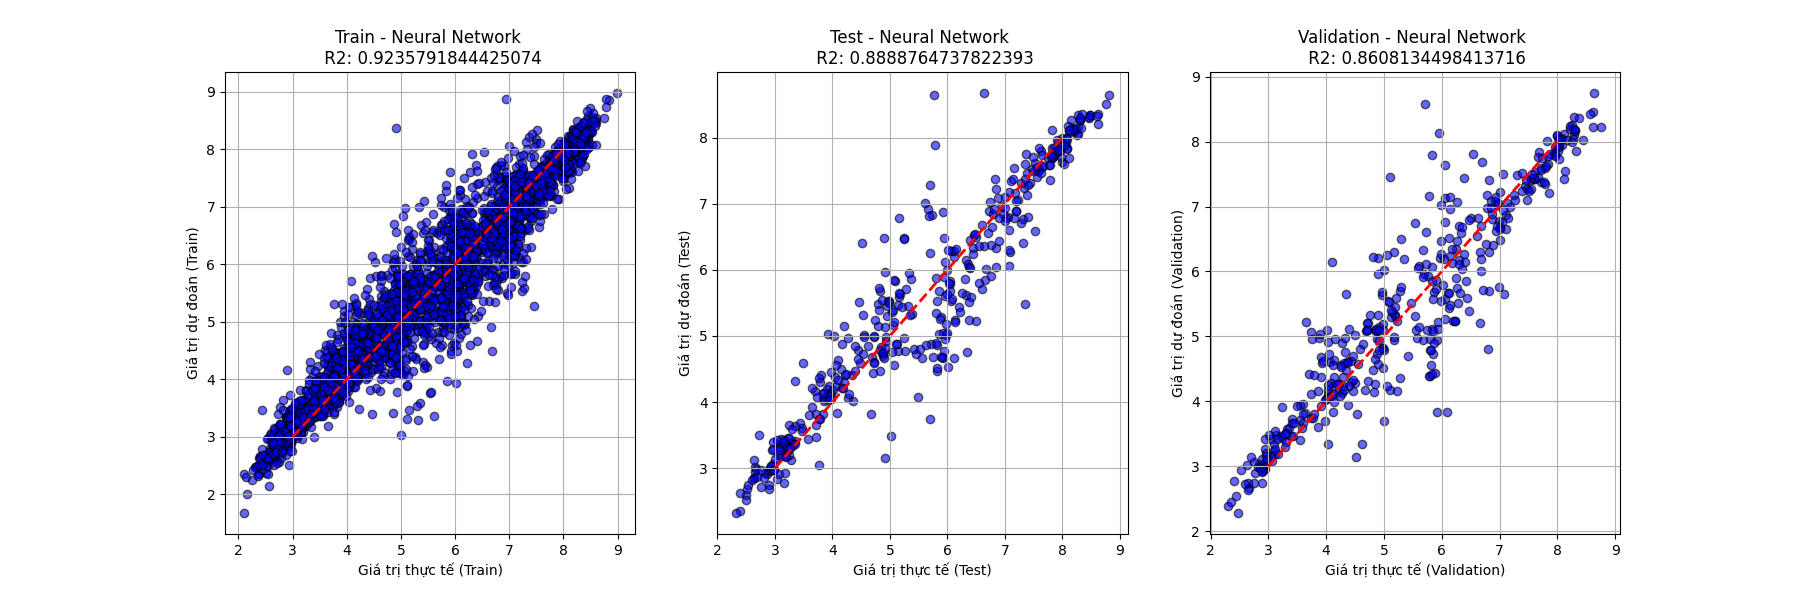 Train - Neural Network
R2: 0.9235791844425074
Giá trị dự đoán (Train)
9
8
7
6
5
4
3
2
2 3 4 5 6 7 8 9
Giá trị thực tế (Train)
Test - Neural Network
R2: 0.8888764737822393
Giá trị dự đoán (Test)
8
7
6
5
4
3
2 3 4 5 6 7 8 9
Giá trị thực tế (Test)
Validation - Neural Network
R2: 0.8608134498413716
Giá trị dự đoán (Validation)
9
8
7
6
5
4
3
2
2 3 4 5 6 7 8 9
Giá trị thực tế (Validation)